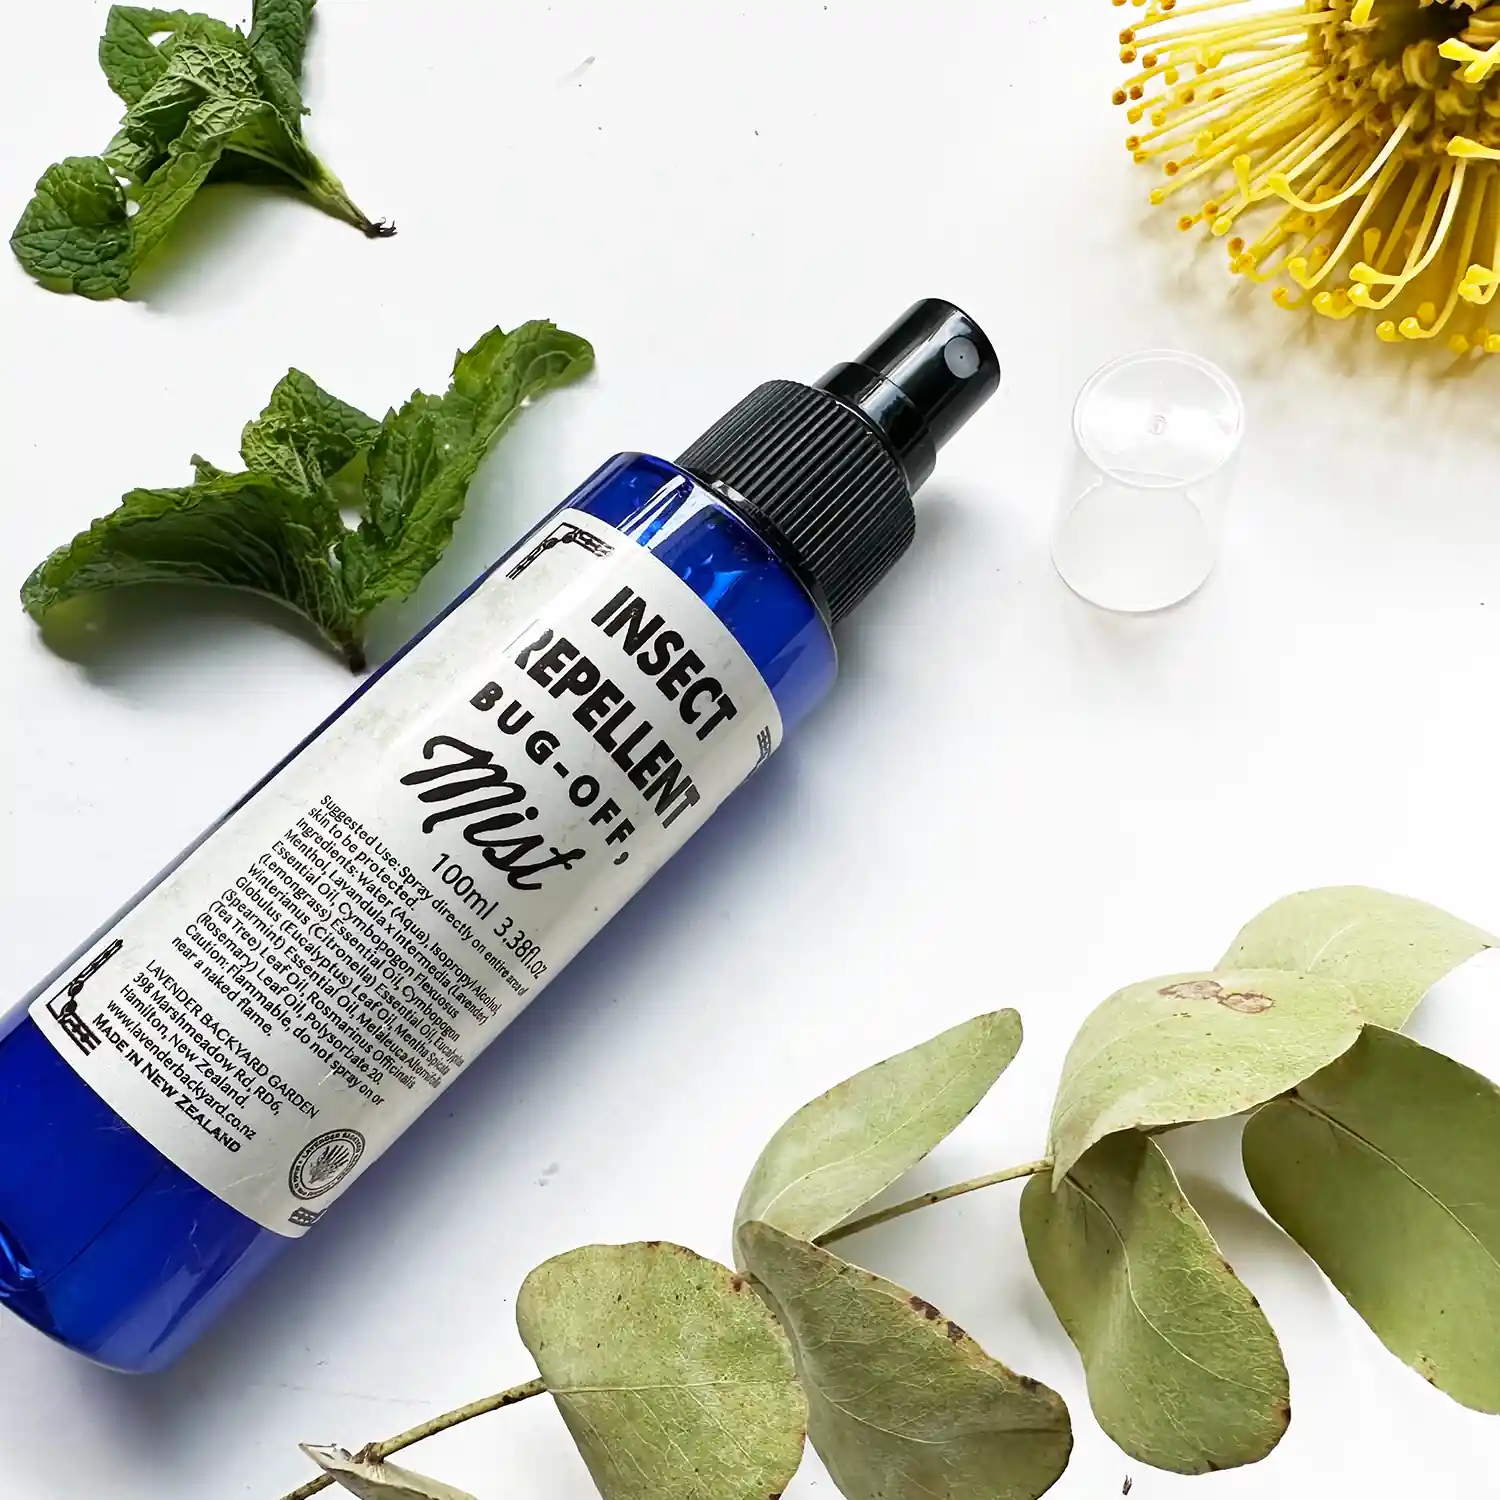 INSECT
REPELLENT
BUG-OFF,
Mist
100ml 3.38fl.oz
Suggested Use: Spray directly on entire area of
skin to be protected.
Ingredients: Water (Aqua), Isopropyl Alcohol,
Menthol, Lavandula x Intermedia (Lavender)
Essential Oil, Cymbopogon Flexuosus
(Lemongrass) Essential Oil, Cymbopogon
Winterianus (Citronella) Essential Oil, Eucalyptus
Globulus (Eucalyptus) Leaf Oil, Mentha Spicata
(Spearmint) Essential Oil, Melaleuca Alternifolia
(Tea Tree) Leaf Oil, Rosmarinus Officinalis
(Rosemary) Leaf Oil, Polysorbate 20.
Caution: Flammable, do not spray on or
near a naked flame.
LAVENDER BACKYARD GARDEN
398 Marshmeadow Rd, RD6,
Hamilton, New Zealand.
www.lavenderbackyard.co.nz
MADE IN NEW ZEALAND
LAVENDER BACKYARD